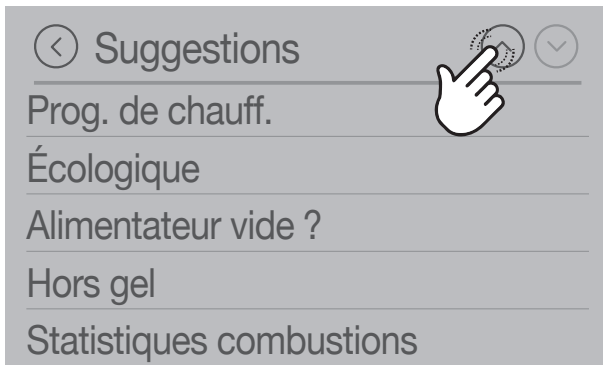 Suggestions
Prog. de chauff.
Écologique
Alimentateur vide ?
Hors gel
Statistiques combustions